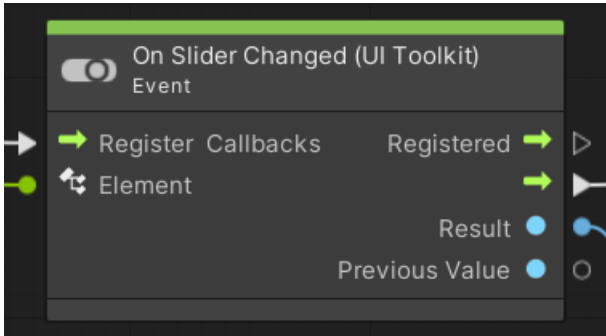 On Slider Changed (UI Toolkit)
Event
Register Callbacks Registered
Element
Result
Previous Value